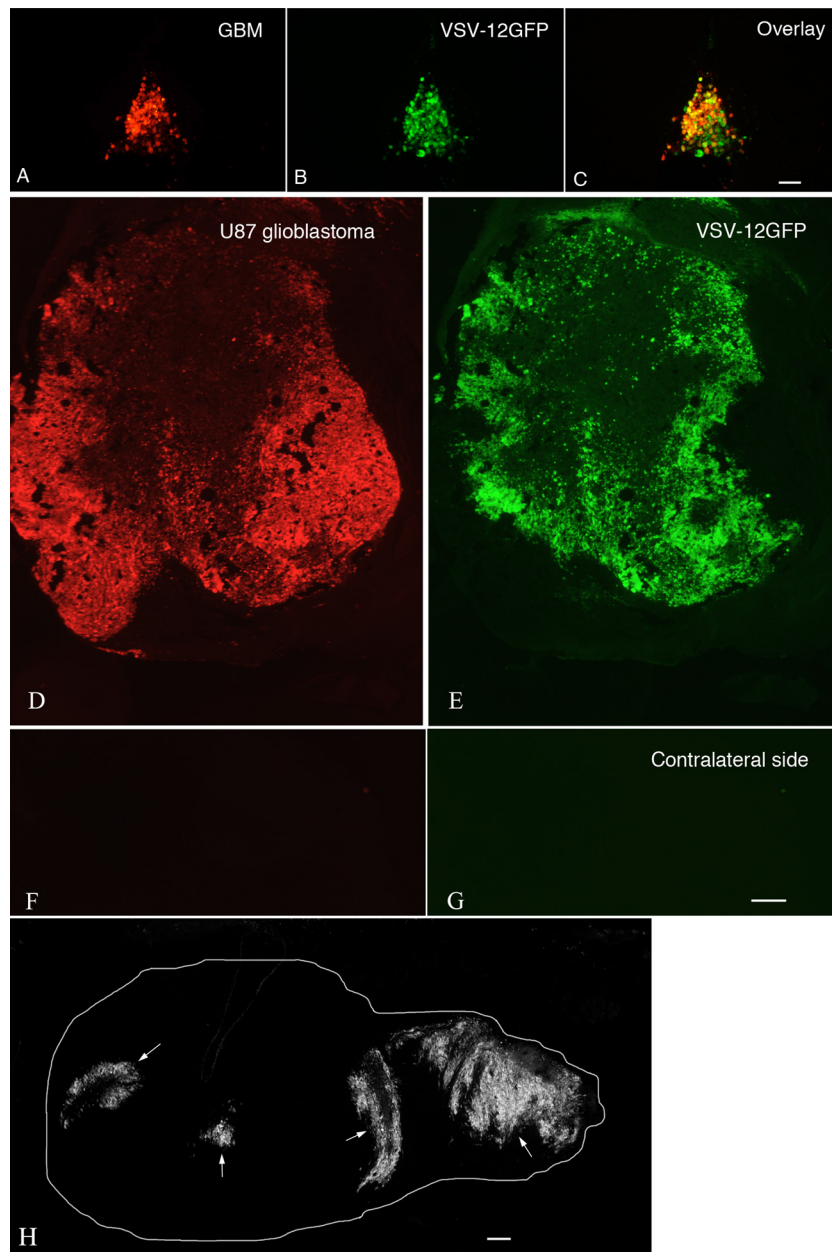 GBM
VSV-12GFP
Overlay
A
B
C
U87 glioblastoma
VSV-12GFP
D
E
Contralateral side
F
G
H